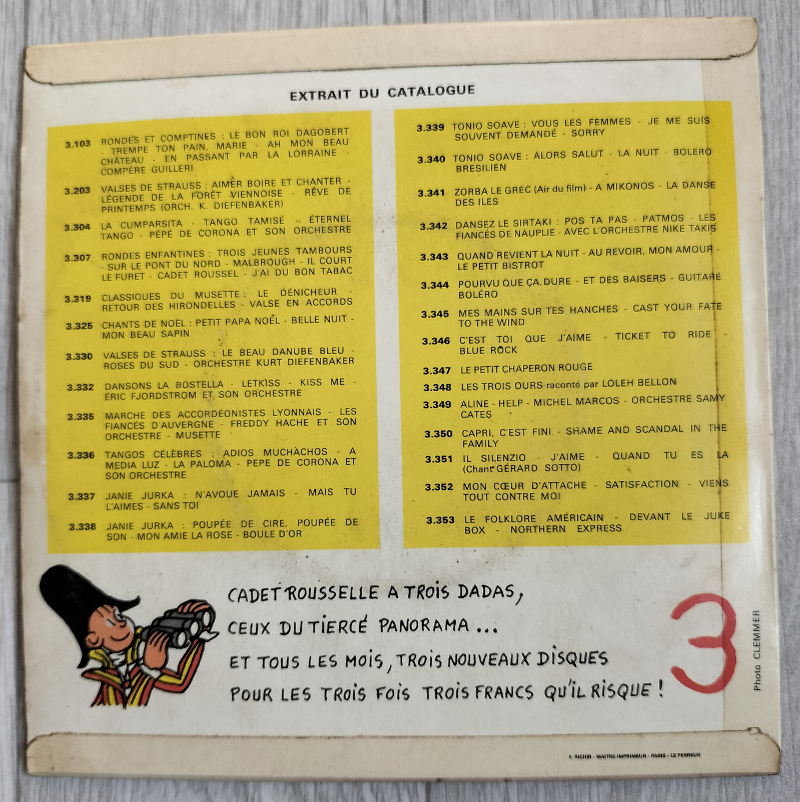 EXTRAIT DU CATALOGUE
3.103 RONDES ET COMPTINES : LE BON ROI DAGOBERT
- TREMPE TON PAIN, MARIE - AH MON BEAU
CHÂTEAU - EN PASSANT PAR LA LORRAINE -
COMPÈRE GUILLERI
3.203 VALSES DE STRAUSS : AIMER BOIRE ET CHANTER -
LÉGENDE DE LA FORÊT VIENNOISE - RÊVE DE
PRINTEMPS (ORCH. K. DIEFENBAKER)
3.304 LA CUMPARSITA - TANGO TAMISÉ - ÉTERNEL
TANGO - PEPÉ DE CORONA ET SON ORCHESTRE
3.307 RONDES ENFANTINES : TROIS JEUNES TAMBOURS
- SUR LE PONT DU NORD - MALBROUGH - IL COURT
LE FURET - CADET ROUSSEL - J'AI DU BON TABAC
3.319 CLASSIQUES DU MUSETTE : LE DÉNICHEUR -
RETOUR DES HIRONDELLES - VALSE EN ACCORDS
3.325 CHANTS DE NOËL : PETIT PAPA NOËL - BELLE NUIT -
MON BEAU SAPIN
3.330 VALSES DE STRAUSS : LE BEAU DANUBE BLEU -
ROSES DU SUD - ORCHESTRE KURT DIEFENBAKER
3.332 DANSONS LA BOSTELLA - LETKISS - KISS ME -
ÉRIC FJORDSTROM ET SON ORCHESTRE
3.335 MARCHE DES ACCORDÉONISTES LYONNAIS - LES
FIANCÉS D'AUVERGNE - FREDDY HACHE ET SON
ORCHESTRE - MUSETTE
3.336 TANGOS CÉLÈBRES : ADIOS MUCHACHOS - A
MEDIA LUZ - LA PALOMA - PEPE DE CORONA ET
SON ORCHESTRE
3.337 JANIE JURKA : N'AVOUE JAMAIS - MAIS TU
L'AIMES - SANS TOI
3.338 JANIE JURKA : POUPÉE DE CIRE, POUPÉE DE
SON - MON AMIE LA ROSE - BOULE D'OR
3.339 TONIO SOAVE : VOUS LES FEMMES - JE ME SUIS
SOUVENT DEMANDÉ - SORRY
3.340 TONIO SOAVE : ALORS SALUT - LA NUIT - BOLERO
BRESILIEN
3.341 ZORBA LE GREC (Air du film) - A MIKONOS - LA DANSE
DES ILES
3.342 DANSEZ LE SIRTAKI : POS TA PAS - PATMOS - LES
FIANCÉS DE NAUPLIE - AVEC L'ORCHESTRE NIKE TAKIS
3.343 QUAND REVIENT LA NUIT - AU REVOIR, MON AMOUR -
LE PETIT BISTROT
3.344 POURVU QUE ÇA DURE - ET DES BAISERS - GUITARE
BOLÉRO
3.345 MES MAINS SUR TES HANCHES - CAST YOUR FATE
TO THE WIND
3.346 C'EST TOI QUE J'AIME - TICKET TO RIDE -
BLUE ROCK
3.347 LE PETIT CHAPERON ROUGE
3.348 LES TROIS OURS raconté par LOLEH BELLON
3.349 ALINE - HELP - MICHEL MARCOS - ORCHESTRE SAMY
CATES
3.350 CAPRI, C'EST FINI - SHAME AND SCANDAL IN THE
FAMILY
3.351 IL SILENZIO - J'AIME - QUAND TU ES LA
(Chant GÉRARD SOTTO)
3.352 MON CŒUR D'ATTACHE - SATISFACTION - VIENS
TOUT CONTRE MOI
3.353 LE FOLKLORE AMÉRICAIN - DEVANT LE JUKE
BOX - NORTHERN EXPRESS
CADET ROUSSELLE A TROIS DADAS,
CEUX DU TIERCÉ PANORAMA...
ET TOUS LES MOIS, TROIS NOUVEAUX DISQUES
POUR LES TROIS FOIS TROIS FRANCS QU'IL RISQUE !
3
Photo CLEMMER
F. RICHIR - MAITRE-IMPRIMEUR - PARIS - LE PERREUX